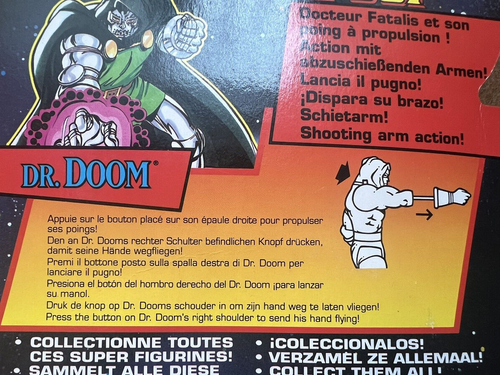 Docteur Fatalis et son
poing à propulsion !
Action mit
abzuschießenden Armen!
Lancia il pugno!
¡Dispara su brazo!
Schietarm!
Shooting arm action!
DR. DOOM®
Appuie sur le bouton placé sur son épaule droite pour propulser
ses poings!
Den an Dr. Dooms rechter Schulter befindlichen Knopf drücken,
damit seine Hände wegfliegen!
Premi il bottone posto sulla spalla destra di Dr. Doom per
lanciare il pugno!
Presiona el botón del hombro derecho del Dr. Doom ¡para lanzar
su mano!.
Druk de knop op Dr. Dooms schouder in om zijn hand weg te laten vliegen!
Press the button on Dr. Doom's right shoulder to send his hand flying!
• COLLECTIONNE TOUTES
CES SUPER FIGURINES!
• SAMMELT ALLE DIESE
• ¡COLECCIONALOS!
• VERZAMEL ZE ALLEMAAL!
• COLLECT THEM ALL!